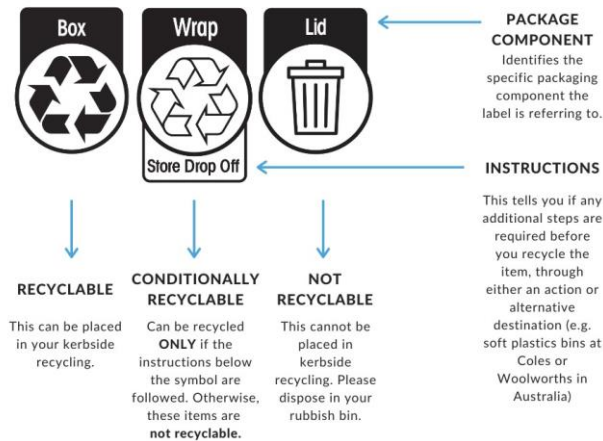 Box
Wrap
Lid
Store Drop Off
PACKAGE
COMPONENT
Identifies the
specific packaging
component the
label is referring to.
INSTRUCTIONS
This tells you if any
additional steps are
required before
you recycle the
item, through
either an action or
alternative
destination (e.g.
soft plastics bins at
Coles or
Woolworths in
Australia)
RECYCLABLE
This can be placed
in your kerbside
recycling.
CONDITIONALLY
RECYCLABLE
Can be recycled
ONLY if the
instructions below
the symbol are
followed. Otherwise,
these items are
not recyclable.
NOT
RECYCLABLE
This cannot be
placed in
kerbside
recycling. Please
dispose in your
rubbish bin.